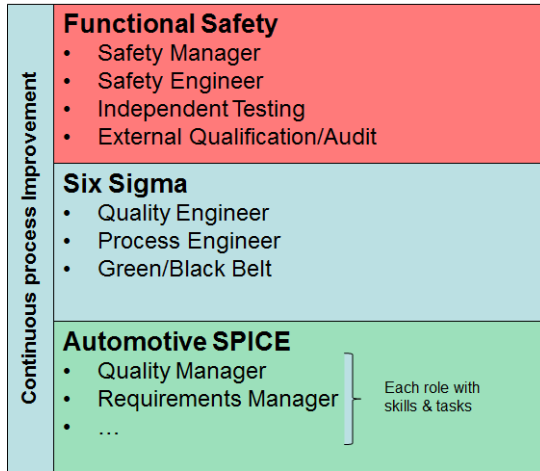 Continuous process Improvement
Functional Safety
• Safety Manager
• Safety Engineer
• Independent Testing
• External Qualification/Audit
Six Sigma
• Quality Engineer
• Process Engineer
• Green/Black Belt
Automotive SPICE
• Quality Manager
• Requirements Manager
• …
Each role with
skills & tasks